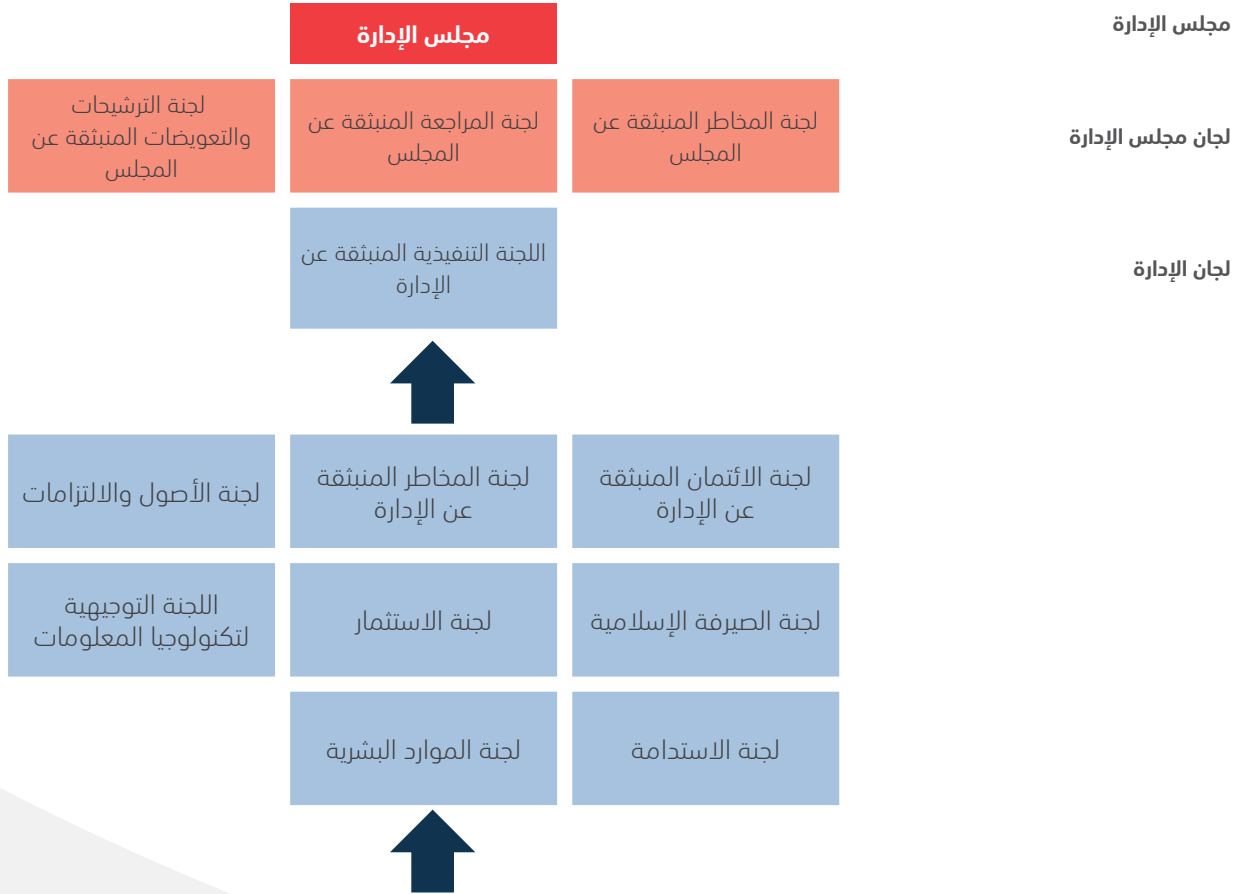 مجلس الإدارة
مجلس الإدارة
لجان مجلس الإدارة
لجنة المخاطر المنبثقة عن
المجلس
لجنة المراجعة المنبثقة عن
المجلس
لجنة الترشيحات
والتعويضات المنبثقة عن
المجلس
لجان الإدارة
اللجنة التنفيذية المنبثقة عن
الإدارة
لجنة الائتمان المنبثقة
عن الإدارة
لجنة المخاطر المنبثقة
عن الإدارة
لجنة الأصول والالتزامات
لجنة الصيرفة الإسلامية
لجنة الاستثمار
اللجنة التوجيهية
لتكنولوجيا المعلومات
لجنة الاستدامة
لجنة الموارد البشرية